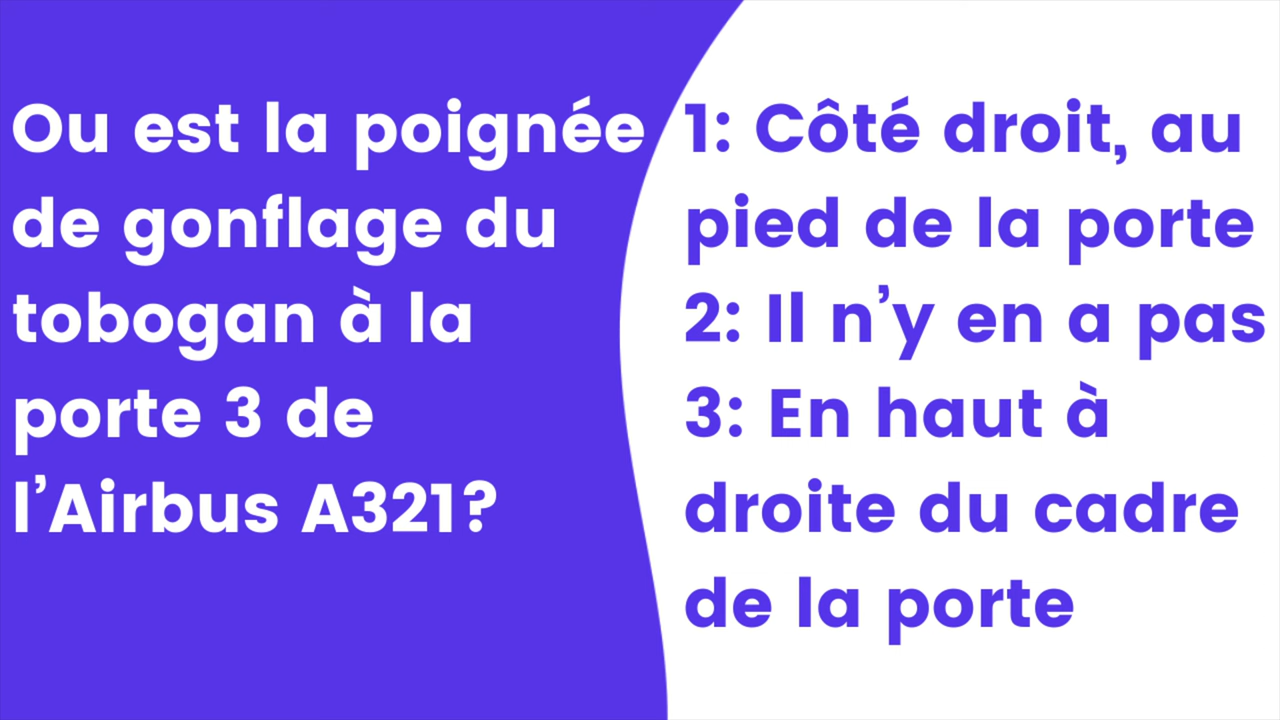 Ou est la poignée
de gonflage du
tobogan à la
porte 3 de
l'Airbus A321?
1: Côté droit, au
pied de la porte
2: Il n'y en a pas
3: En haut à
droite du cadre
de la porte